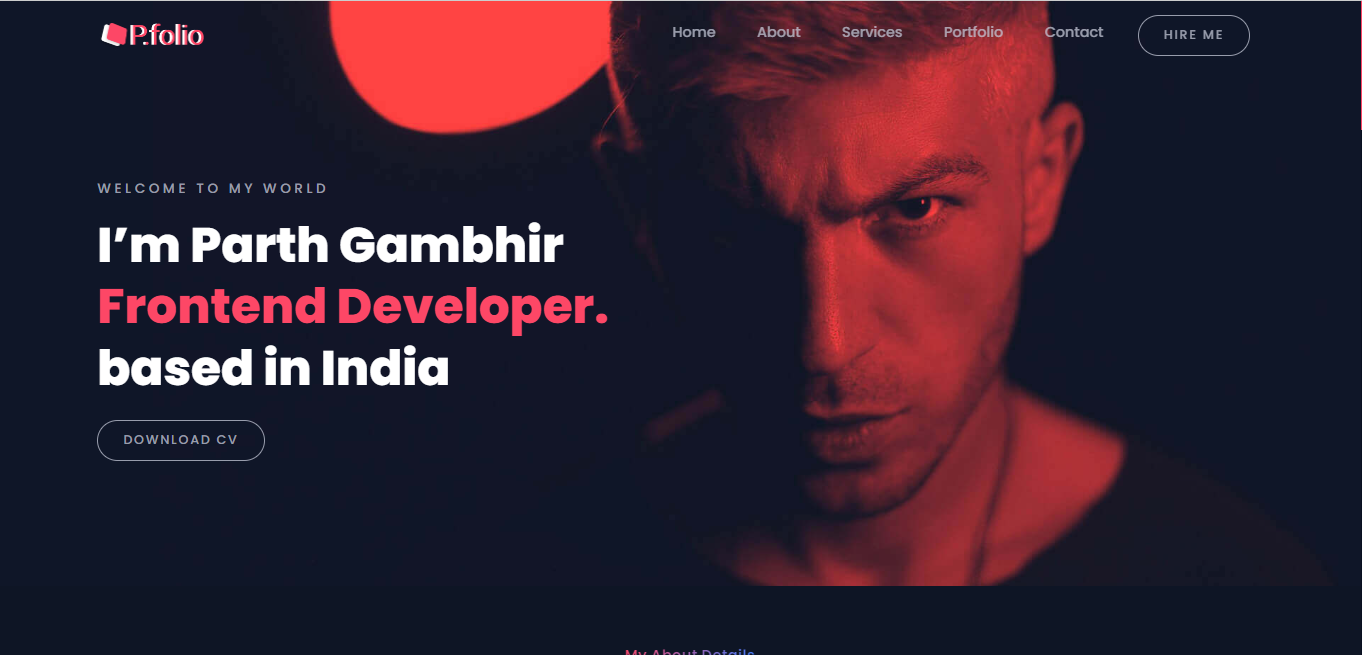 P.folio
Home About Services Portfolio Contact HIRE ME
WELCOME TO MY WORLD
I’m Parth Gambhir
Frontend Developer.
based in India
DOWNLOAD CV
My About Details